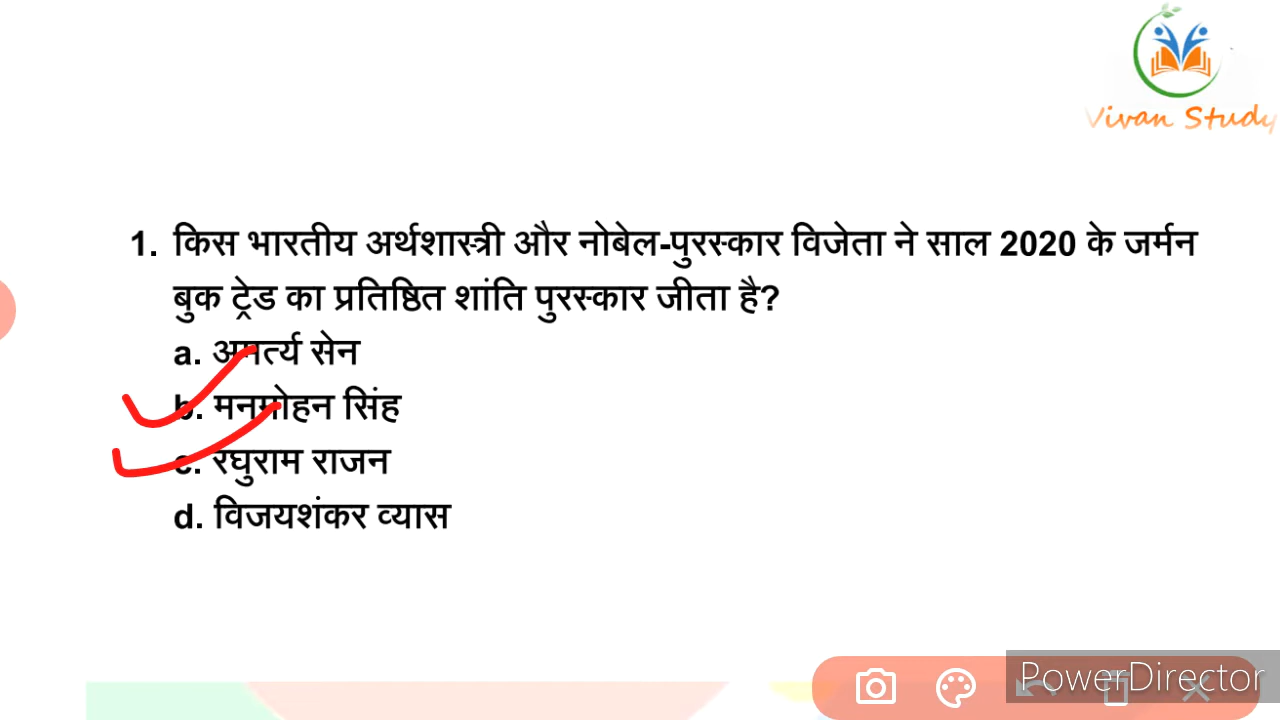 Vivan Study
1. किस भारतीय अर्थशास्त्री और नोबेल-पुरस्कार विजेता ने साल 2020 के जर्मन
बुक ट्रेड का प्रतिष्ठित शांति पुरस्कार जीता है?
a. अमर्त्य सेन
b. मनमोहन सिंह
c. रघुराम राजन
d. विजयशंकर व्यास
PowerDirector